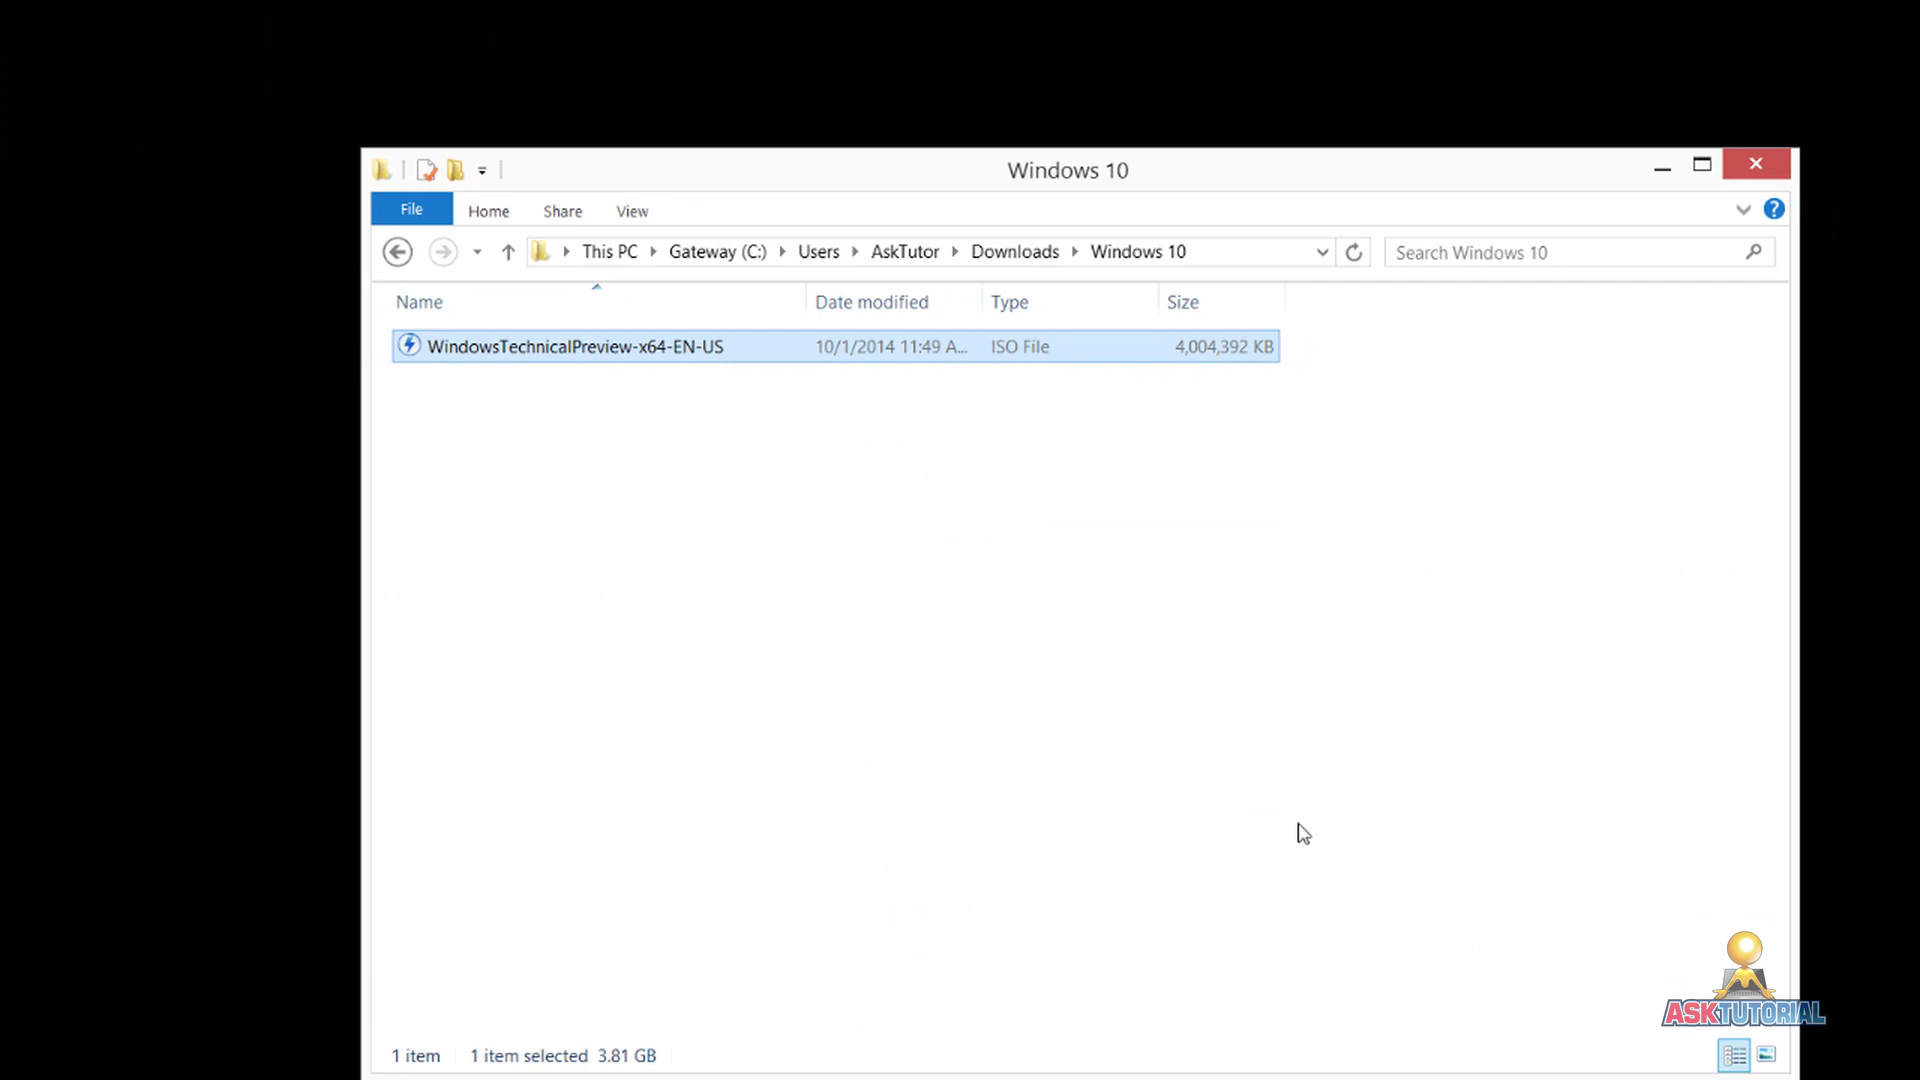 Windows 10
File Home Share View
This PC Gateway (C:) Users AskTutor Downloads Windows 10 Search Windows 10
Name Date modified Type Size
WindowsTechnicalPreview-x64-EN-US 10/1/2014 11:49 A... ISO File 4,004,392 KB
ASKTUTORIAL
1 item 1 item selected 3.81 GB